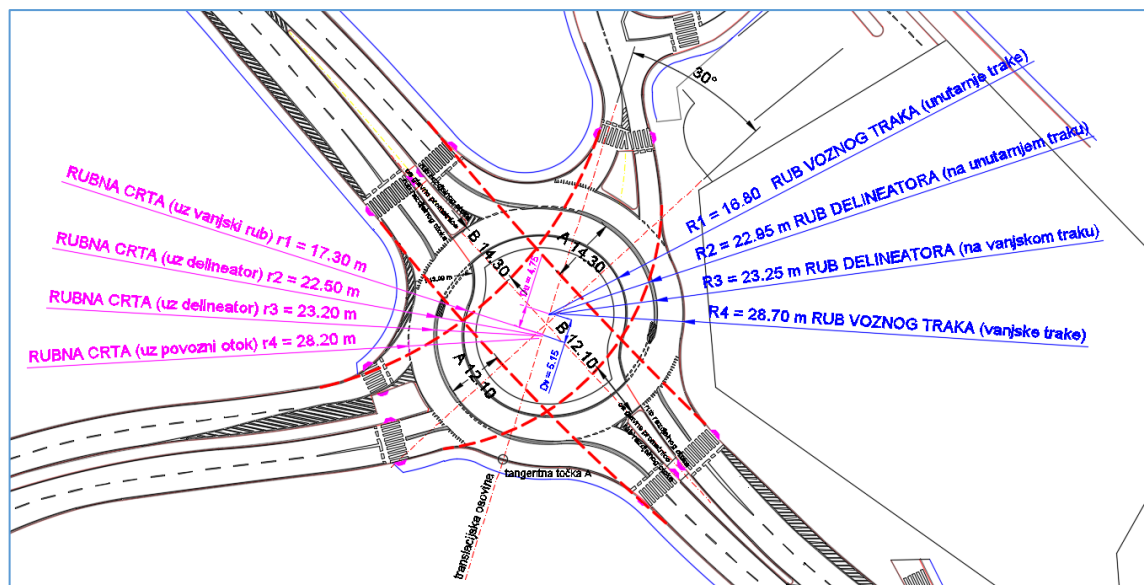 30°
R1 = 16.80 RUB VOZNOG TRAKA (unutarnje trake)
R2 = 22.95 m RUB DELINEATORA (na unutarnjem traku)
R3 = 23.25 m RUB DELINEATORA (na vanjskom traku)
R4 = 28.70 m RUB VOZNOG TRAKA (vanjske trake)
RUBNA CRTA (uz vanjski rub) r1 = 17.30 m
RUBNA CRTA (uz delineator) r2 = 22.50 m
RUBNA CRTA (uz delineator) r3 = 23.20 m
RUBNA CRTA (uz povozni otok) r4 = 28.20 m
B 14.30
A 14.30
Du = 4.75
B 12.10
A 12.10
Dv = 5.15
tangentna točka A
translacijska osovina